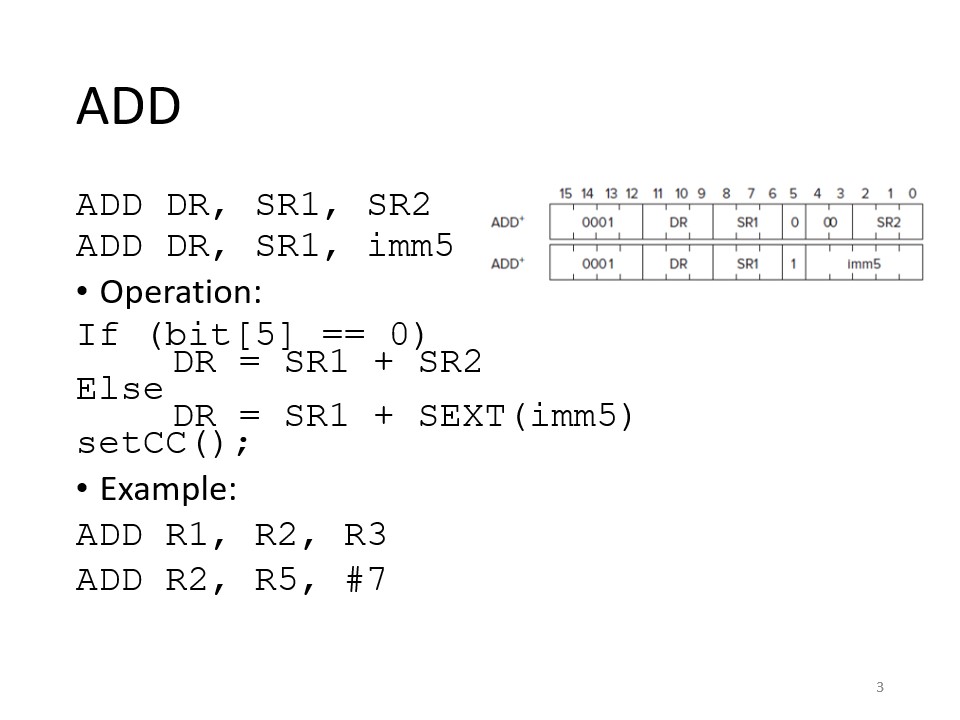 ADD
ADD DR, SR1, SR2
ADD DR, SR1, imm5
15 14 13 12 11 10 9 8 7 6 5 4 3 2 1 0
ADD+ 0001 DR SR1 0 00 SR2
ADD+ 0001 DR SR1 1 imm5
• Operation:
If (bit[5] == 0)
DR = SR1 + SR2
Else
DR = SR1 + SEXT(imm5)
setCC();
• Example:
ADD R1, R2, R3
ADD R2, R5, #7
3